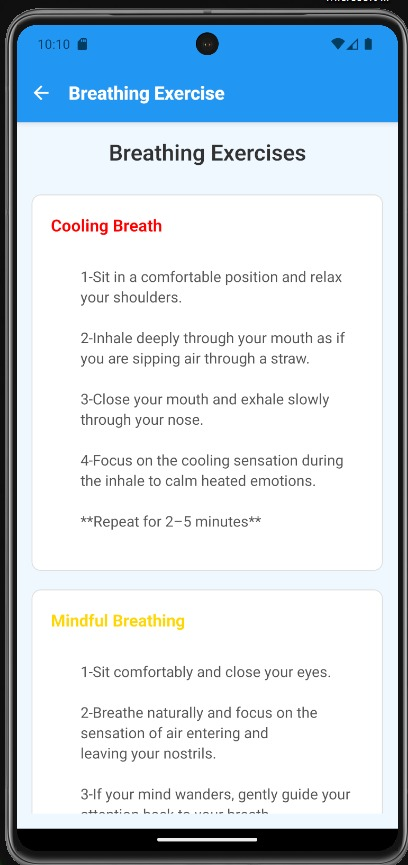 10:10
Breathing Exercise
Breathing Exercises
Cooling Breath
1-Sit in a comfortable position and relax
your shoulders.
2-Inhale deeply through your mouth as if
you are sipping air through a straw.
3-Close your mouth and exhale slowly
through your nose.
4-Focus on the cooling sensation during
the inhale to calm heated emotions.
**Repeat for 2–5 minutes**
Mindful Breathing
1-Sit comfortably and close your eyes.
2-Breathe naturally and focus on the
sensation of air entering and
leaving your nostrils.
3-If your mind wanders, gently guide your
attention back to your breath